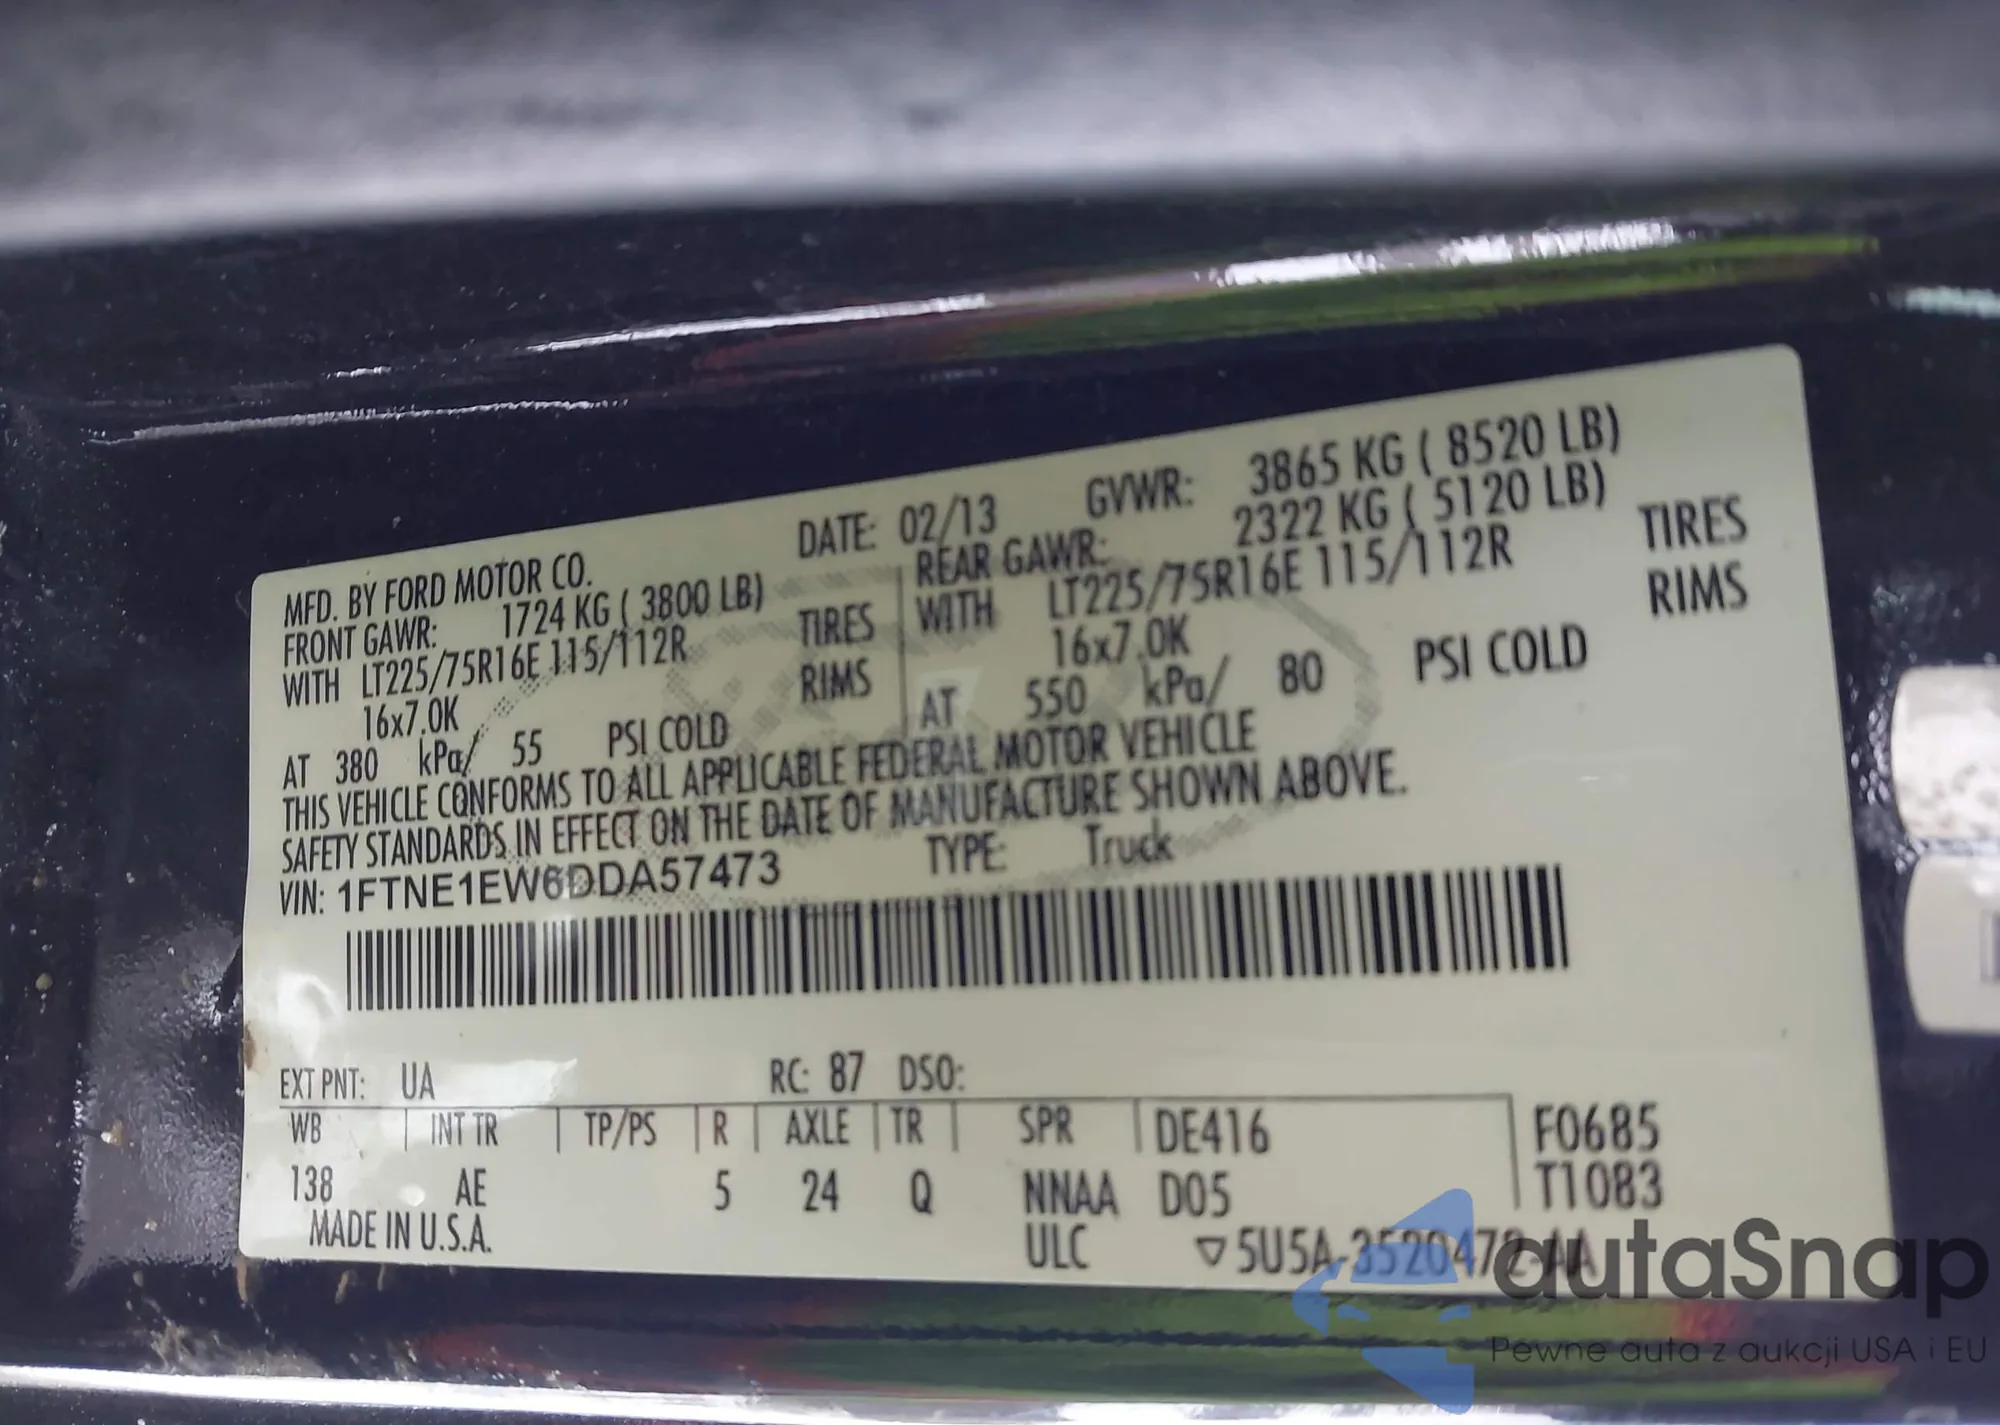 MFD. BY FORD MOTOR CO. DATE: 02/13 GVWR: 3865 KG ( 8520 LB)
FRONT GAWR: 1724 KG ( 3800 LB) REAR GAWR: 2322 KG ( 5120 LB)
WITH LT225/75R16E 115/112R TIRES WITH LT225/75R16E 115/112R TIRES
16x7.0K RIMS 16x7.0K RIMS
AT 380 kPa/ 55 PSI COLD AT 550 kPa/ 80 PSI COLD
THIS VEHICLE CONFORMS TO ALL APPLICABLE FEDERAL MOTOR VEHICLE
SAFETY STANDARDS IN EFFECT ON THE DATE OF MANUFACTURE SHOWN ABOVE.
VIN: 1FTNE1EW6DDA57473 TYPE: Truck
EXT PNT: UA RC: 87 DSO:
WB INT TR TP/PS R AXLE TR SPR DE416 F0685
138 AE 5 24 Q NNAA D05 T1083
MADE IN U.S.A. ULC ▽5U5A-3520472-AA
autaSnap
Pewne auta z aukcji USA i EU